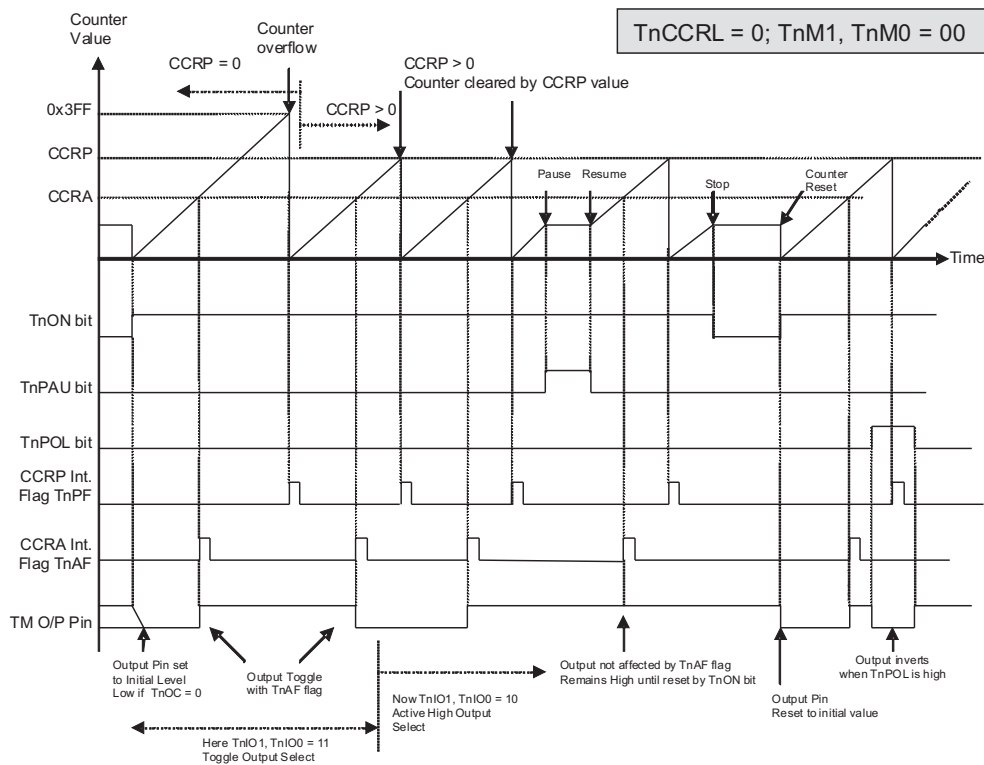 Counter
Value
Counter
overflow
TnCCRL = 0; TnM1, TnM0 = 00
CCRP = 0
CCRP > 0
Counter cleared by CCRP value
0x3FF
CCRP > 0
CCRP
Pause
Resume
Stop
Counter
Reset
CCRA
Time
TnON bit
TnPAU bit
TnPOL bit
CCRP Int.
Flag TnPF
CCRA Int.
Flag TnAF
TM O/P Pin
Output Pin set
to Initial Level
Low if TnOC = 0
Output Toggle
with TnAF flag
Output not affected by TnAF flag
Remains High until reset by TnON bit
Output inverts
when TnPOL is high
Now TnIO1, TnIO0 = 10
Active High Output
Select
Output Pin
Reset to initial value
Here TnIO1, TnIO0 = 11
Toggle Output Select